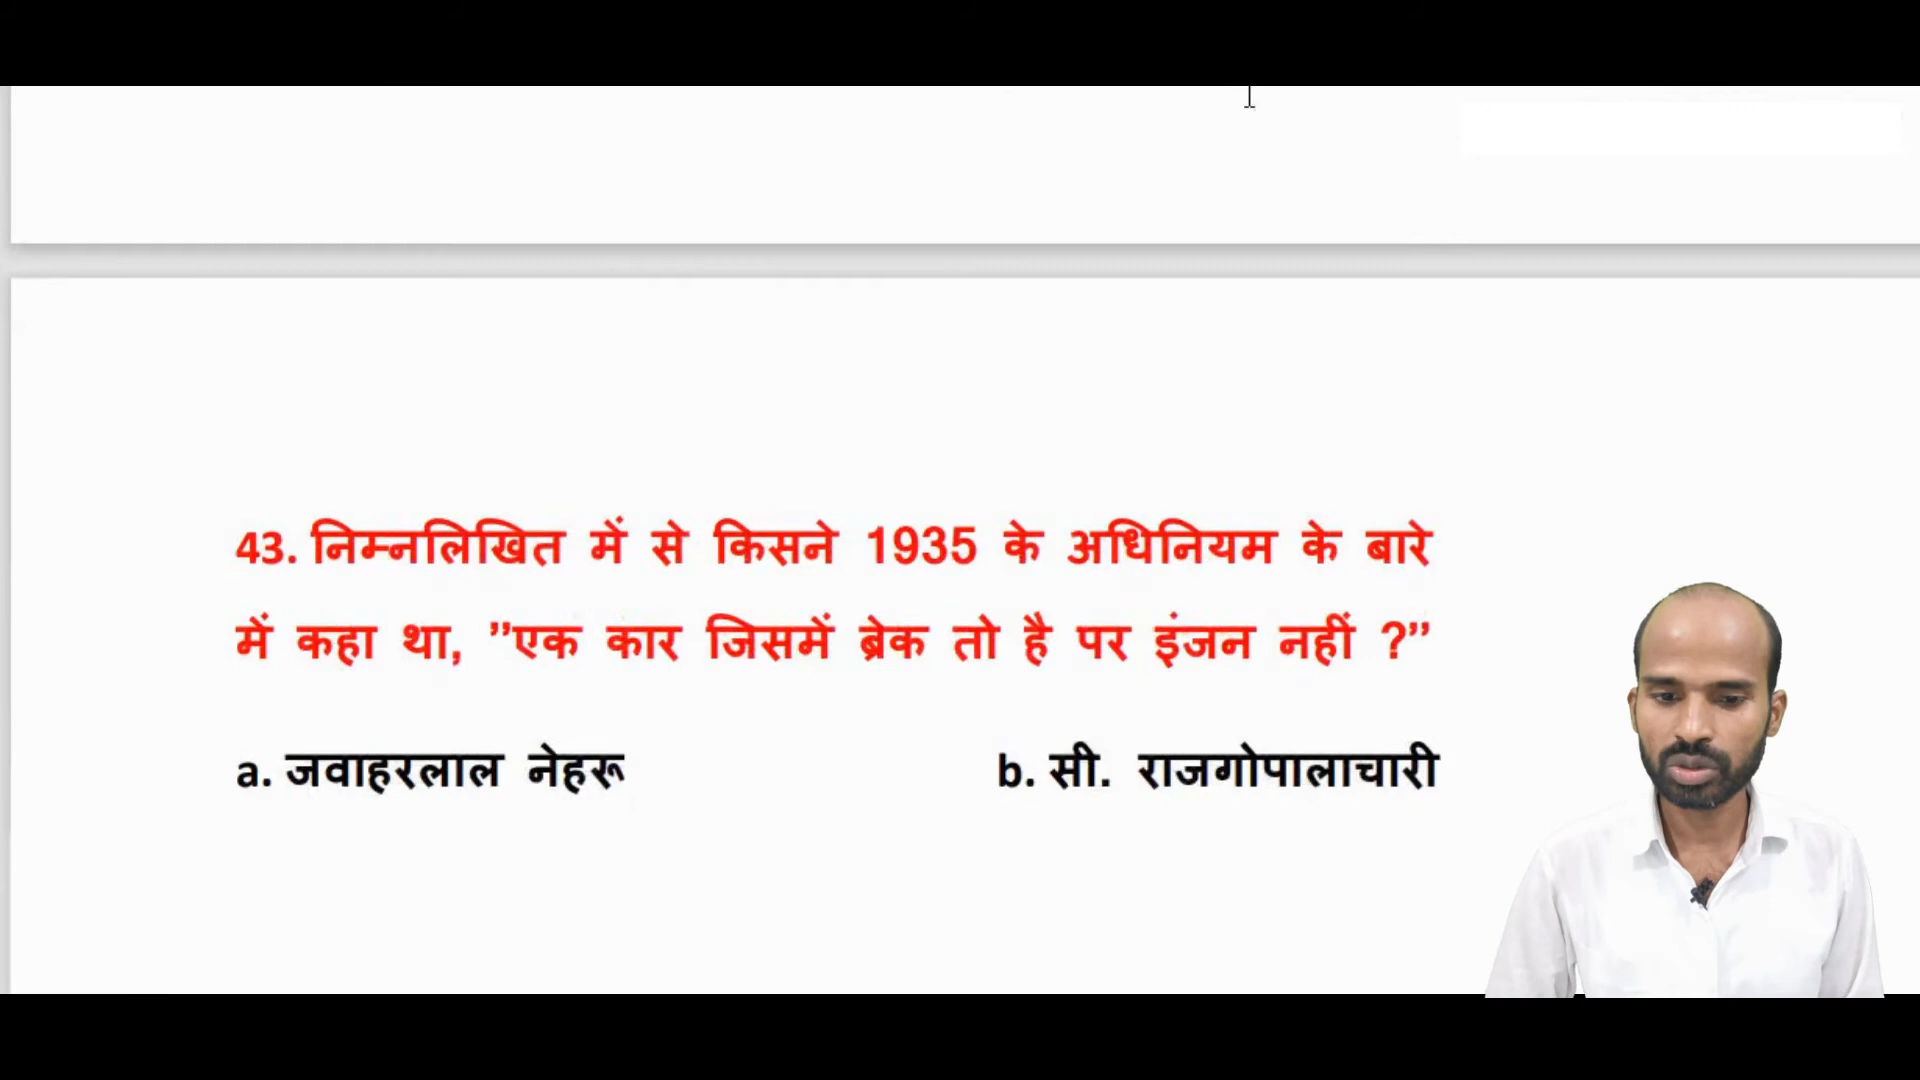 43. निम्नलिखित में से किसने 1935 के अधिनियम के बारे
में कहा था, ”एक कार जिसमें ब्रेक तो है पर इंजन नहीं ?”
a. जवाहरलाल नेहरू b. सी. राजगोपालाचारी